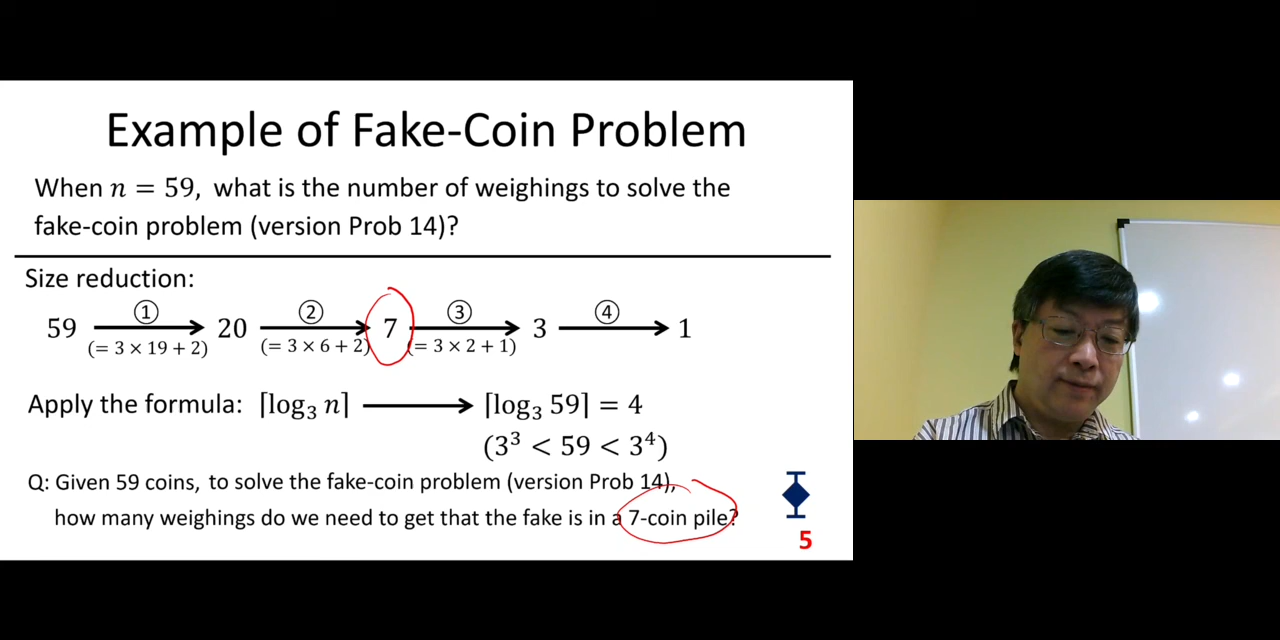 Example of Fake-Coin Problem
When n = 59, what is the number of weighings to solve the
fake-coin problem (version Prob 14)?
Size reduction:
① ② ③ ④
59 20 7 3 1
(= 3 × 19 + 2) (= 3 × 6 + 2) (= 3 × 2 + 1)
Apply the formula: ⌈log₃ n⌉ ⟶ ⌈log₃ 59⌉ = 4
(3³ < 59 < 3⁴)
Q: Given 59 coins, to solve the fake-coin problem (version Prob 14),
how many weighings do we need to get that the fake is in a 7-coin pile?
5